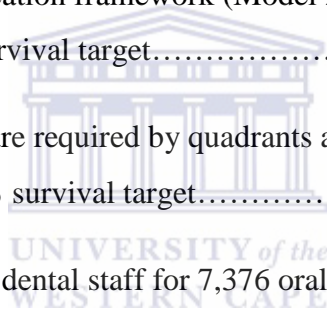 ation framework (Model
rvival target………………
re required by quadrants a
survival target……………
UNIVERSITY of the
dental staff for 7,376 oral
WESTERN CAPE